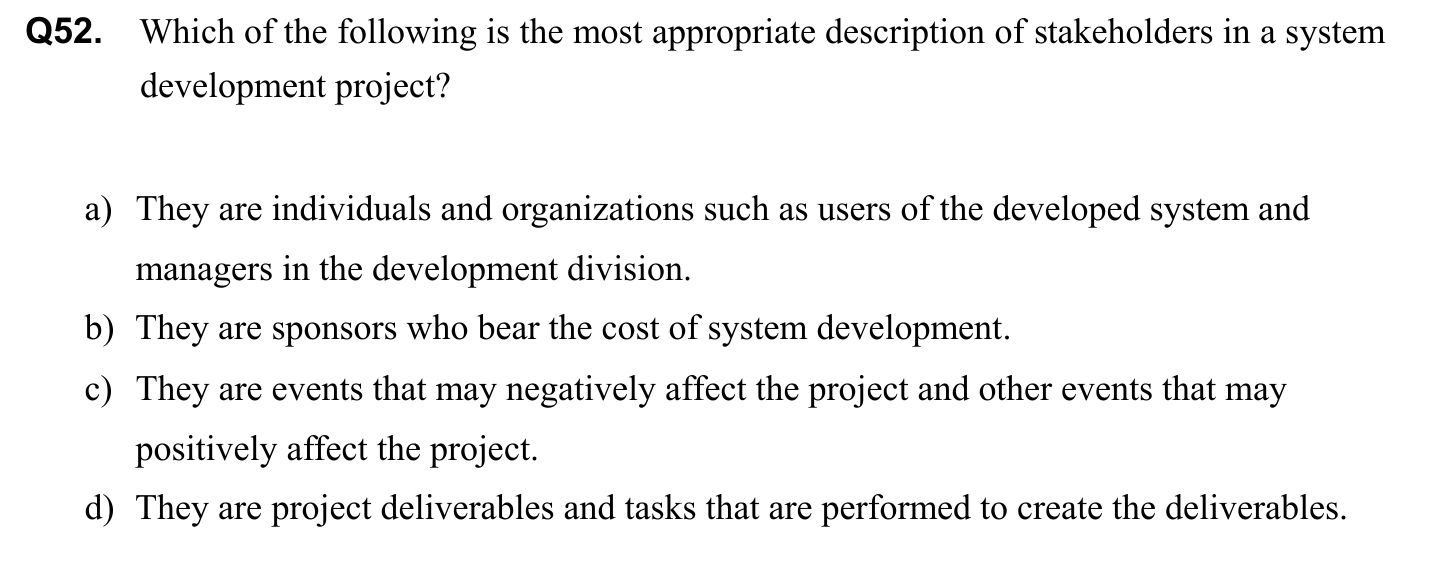 Q52. Which of the following is the most appropriate description of stakeholders in a system
development project?
a) They are individuals and organizations such as users of the developed system and
managers in the development division.
b) They are sponsors who bear the cost of system development.
c) They are events that may negatively affect the project and other events that may
positively affect the project.
d) They are project deliverables and tasks that are performed to create the deliverables.